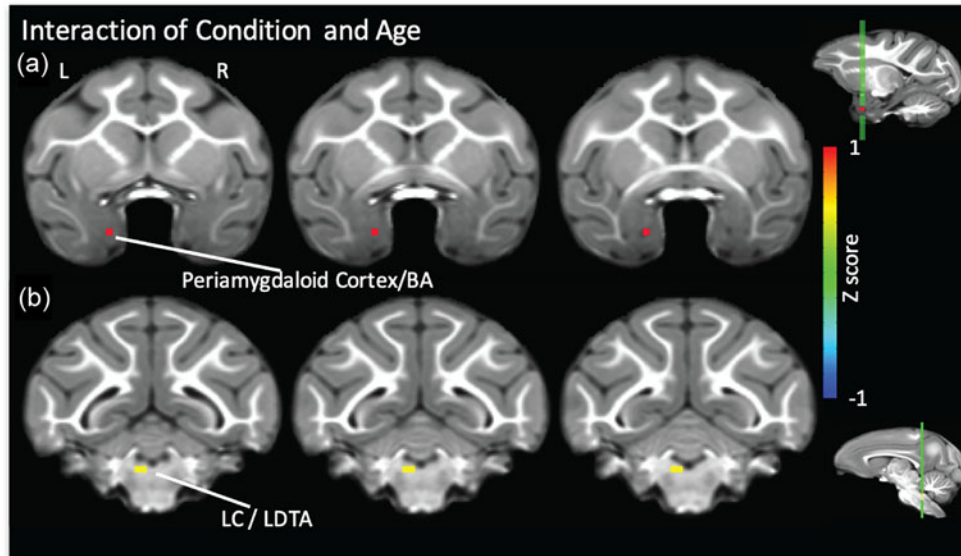 Interaction of Condition and Age
(a)
L
R
Periamygdaloid Cortex/BA
(b)
LC / LDTA
1
Z score
-1